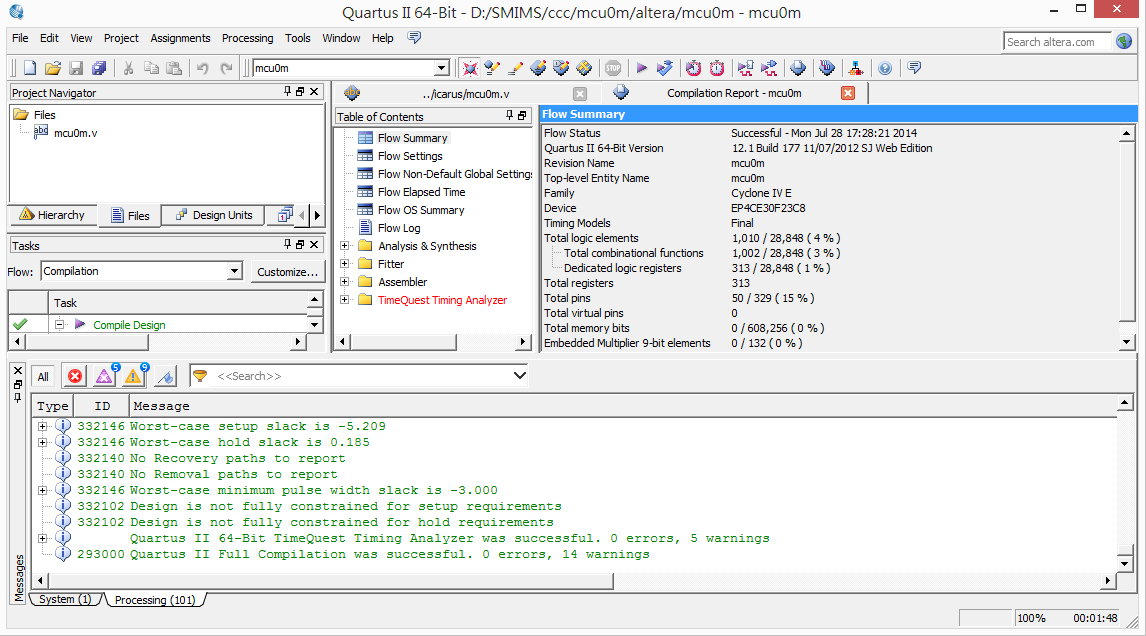 Quartus II 64-Bit - D:/SMIMS/ccc/mcu0m/altera/mcu0m - mcu0m
File Edit View Project Assignments Processing Tools Window Help
Search altera.com
mcu0m
STOP
Project Navigator
Files
abd mcu0m.v
Hierarchy Files Design Units
Tasks
Flow: Compilation Customize...
Task
Compile Design
../icarus/mcu0m.v Compilation Report - mcu0m
Table of Contents
Flow Summary
Flow Settings
Flow Non-Default Global Settings
Flow Elapsed Time
Flow OS Summary
Flow Log
Analysis & Synthesis
Fitter
Assembler
TimeQuest Timing Analyzer
Flow Summary
Flow Status Successful - Mon Jul 28 17:28:21 2014
Quartus II 64-Bit Version 12.1 Build 177 11/07/2012 SJ Web Edition
Revision Name mcu0m
Top-level Entity Name mcu0m
Family Cyclone IV E
Device EP4CE30F23C8
Timing Models Final
Total logic elements 1,010 / 28,848 ( 4 % )
Total combinational functions 1,002 / 28,848 ( 3 % )
Dedicated logic registers 313 / 28,848 ( 1 % )
Total registers 313
Total pins 50 / 329 ( 15 % )
Total virtual pins 0
Total memory bits 0 / 608,256 ( 0 % )
Embedded Multiplier 9-bit elements 0 / 132 ( 0 % )
All 5 9 <<Search>>
Type ID Message
332146 Worst-case setup slack is -5.209
332146 Worst-case hold slack is 0.185
332140 No Recovery paths to report
332140 No Removal paths to report
332146 Worst-case minimum pulse width slack is -3.000
332102 Design is not fully constrained for setup requirements
332102 Design is not fully constrained for hold requirements
Quartus II 64-Bit TimeQuest Timing Analyzer was successful. 0 errors, 5 warnings
293000 Quartus II Full Compilation was successful. 0 errors, 14 warnings
Messages
System (1) Processing (101)
100% 00:01:48